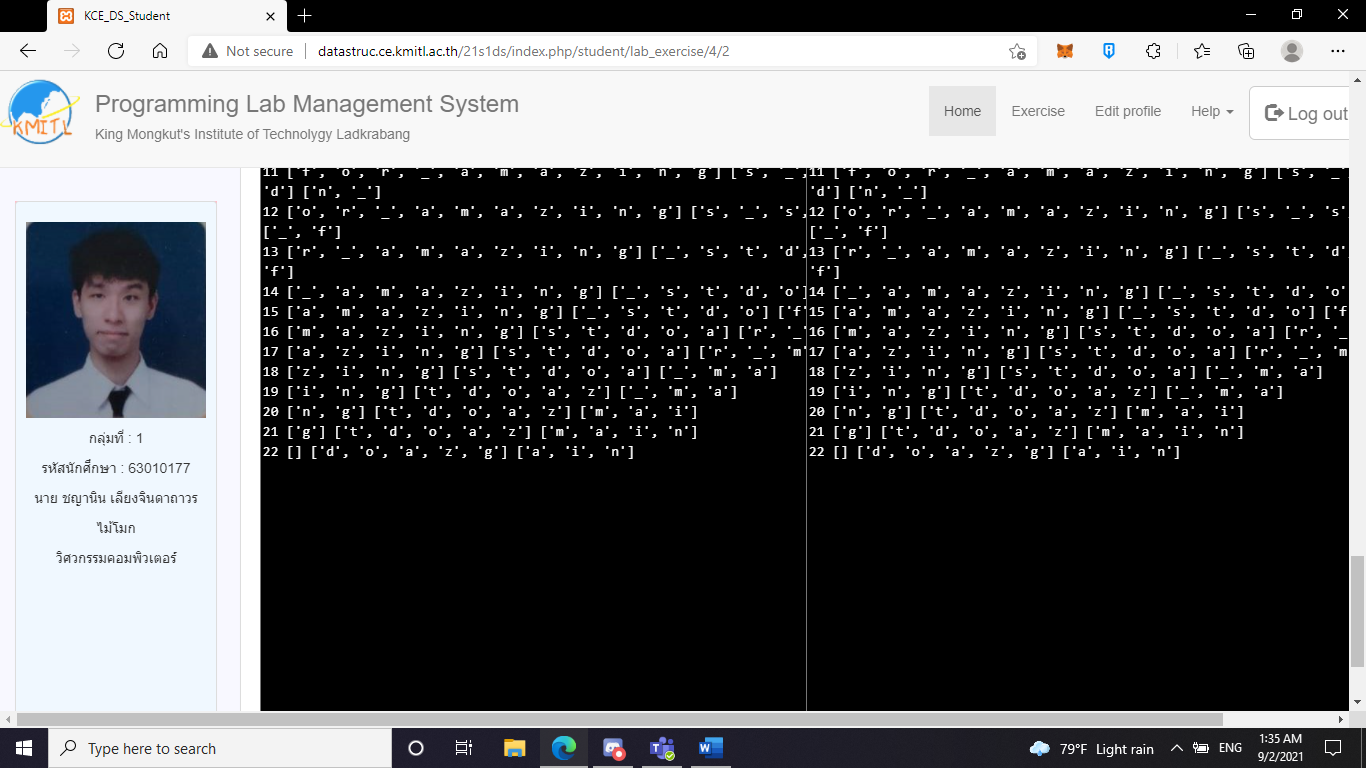 KCE_DS_Student
Not secure
datastruc.ce.kmitl.ac.th/21s1ds/index.php/student/lab_exercise/4/2
KMITL
Programming Lab Management System
King Mongkut's Institute of Technolygy Ladkrabang
Home
Exercise
Edit profile
Help
Log out
กลุ่มที่ : 1
รหัสนักศึกษา : 63010177
นาย ชญานิน เลียงจินดาถาวร
ไม้โมก
วิศวกรรมคอมพิวเตอร์
11 ['f', 'o', 'r', '_', 'a', 'm', 'a', 'z', 'i', 'n', 'g'] ['s', '_',
'd'] ['n', '_']
12 ['o', 'r', '_', 'a', 'm', 'a', 'z', 'i', 'n', 'g'] ['s', '_', 's',
['_', 'f']
13 ['r', '_', 'a', 'm', 'a', 'z', 'i', 'n', 'g'] ['_', 's', 't', 'd',
'f']
14 ['_', 'a', 'm', 'a', 'z', 'i', 'n', 'g'] ['_', 's', 't', 'd', 'o']
15 ['a', 'm', 'a', 'z', 'i', 'n', 'g'] ['_', 's', 't', 'd', 'o'] ['f'
16 ['m', 'a', 'z', 'i', 'n', 'g'] ['s', 't', 'd', 'o', 'a'] ['r', '_'
17 ['a', 'z', 'i', 'n', 'g'] ['s', 't', 'd', 'o', 'a'] ['r', '_', 'm'
18 ['z', 'i', 'n', 'g'] ['s', 't', 'd', 'o', 'a'] ['_', 'm', 'a']
19 ['i', 'n', 'g'] ['t', 'd', 'o', 'a', 'z'] ['_', 'm', 'a']
20 ['n', 'g'] ['t', 'd', 'o', 'a', 'z'] ['m', 'a', 'i']
21 ['g'] ['t', 'd', 'o', 'a', 'z'] ['m', 'a', 'i', 'n']
22 [] ['d', 'o', 'a', 'z', 'g'] ['a', 'i', 'n']
11 ['f', 'o', 'r', '_', 'a', 'm', 'a', 'z', 'i', 'n', 'g'] ['s', '_'
'd'] ['n', '_']
12 ['o', 'r', '_', 'a', 'm', 'a', 'z', 'i', 'n', 'g'] ['s', '_', 's'
['_', 'f']
13 ['r', '_', 'a', 'm', 'a', 'z', 'i', 'n', 'g'] ['_', 's', 't', 'd'
'f']
14 ['_', 'a', 'm', 'a', 'z', 'i', 'n', 'g'] ['_', 's', 't', 'd', 'o'
15 ['a', 'm', 'a', 'z', 'i', 'n', 'g'] ['_', 's', 't', 'd', 'o'] ['f
16 ['m', 'a', 'z', 'i', 'n', 'g'] ['s', 't', 'd', 'o', 'a'] ['r', '_
17 ['a', 'z', 'i', 'n', 'g'] ['s', 't', 'd', 'o', 'a'] ['r', '_', 'm
18 ['z', 'i', 'n', 'g'] ['s', 't', 'd', 'o', 'a'] ['_', 'm', 'a']
19 ['i', 'n', 'g'] ['t', 'd', 'o', 'a', 'z'] ['_', 'm', 'a']
20 ['n', 'g'] ['t', 'd', 'o', 'a', 'z'] ['m', 'a', 'i']
21 ['g'] ['t', 'd', 'o', 'a', 'z'] ['m', 'a', 'i', 'n']
22 [] ['d', 'o', 'a', 'z', 'g'] ['a', 'i', 'n']
Type here to search
79°F Light rain
ENG
1:35 AM
9/2/2021